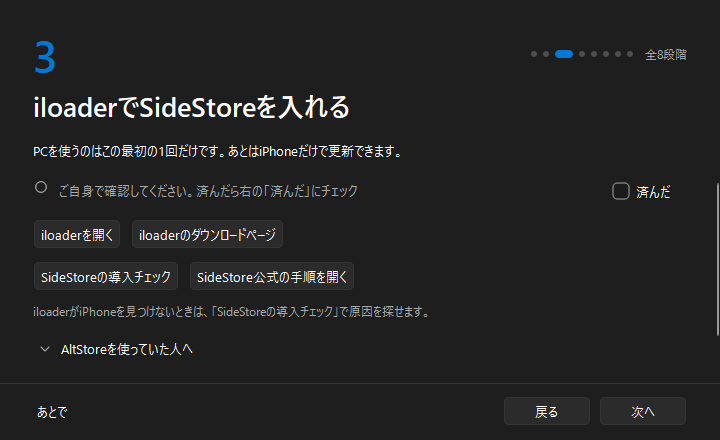 3
全8段階
iloaderでSideStoreを入れる
PCを使うのはこの最初の1回だけです。あとはiPhoneだけで更新できます。
ご自身で確認してください。済んだら右の「済んだ」にチェック
済んだ
iloaderを開く
iloaderのダウンロードページ
SideStoreの導入チェック
SideStore公式の手順を開く
iloaderがiPhoneを見つけないときは、「SideStoreの導入チェック」で原因を探せます。
AltStoreを使っていた人へ
あとで
戻る
次へ